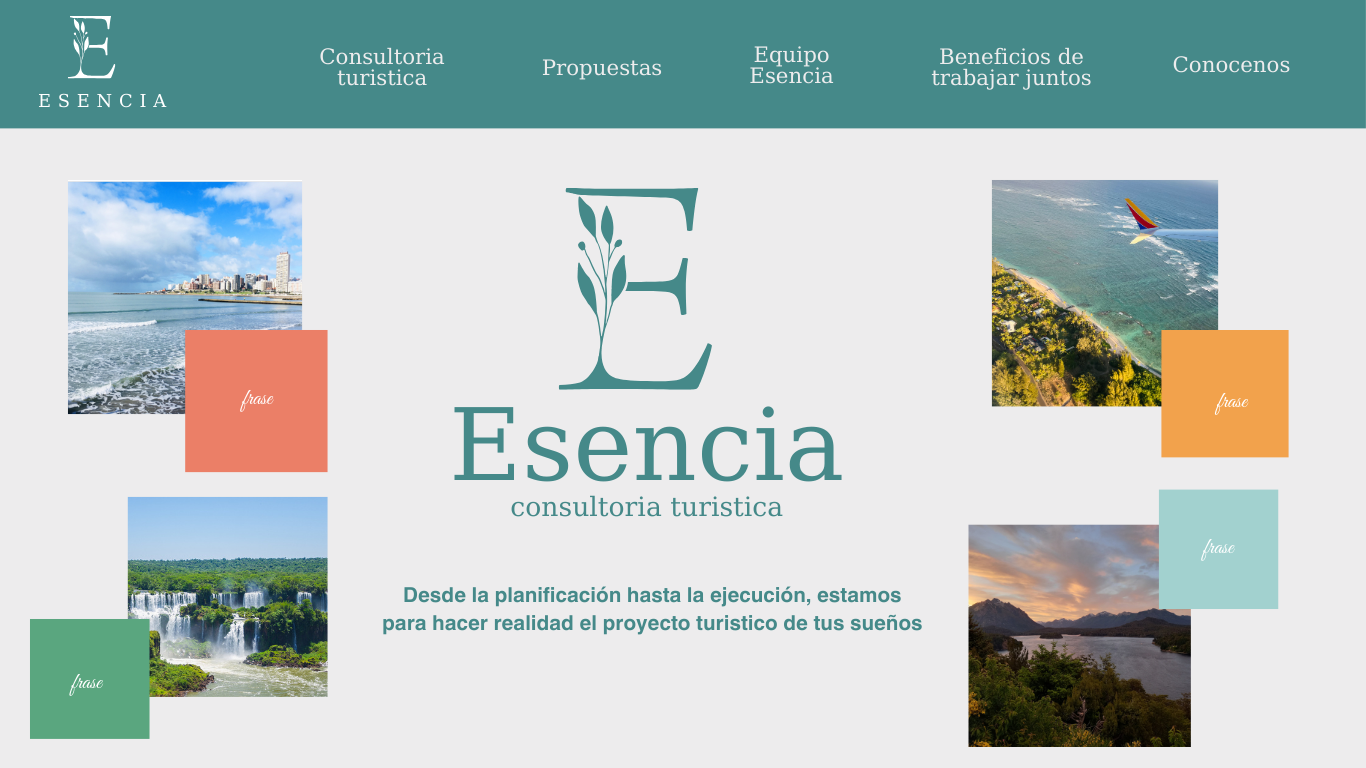 E
ESENCIA
Consultoria
turistica
Propuestas
Equipo
Esencia
Beneficios de
trabajar juntos
Conocenos
E
Esencia
consultoria turistica
Desde la planificación hasta la ejecución, estamos
para hacer realidad el proyecto turistico de tus sueños
frase
frase
frase
frase